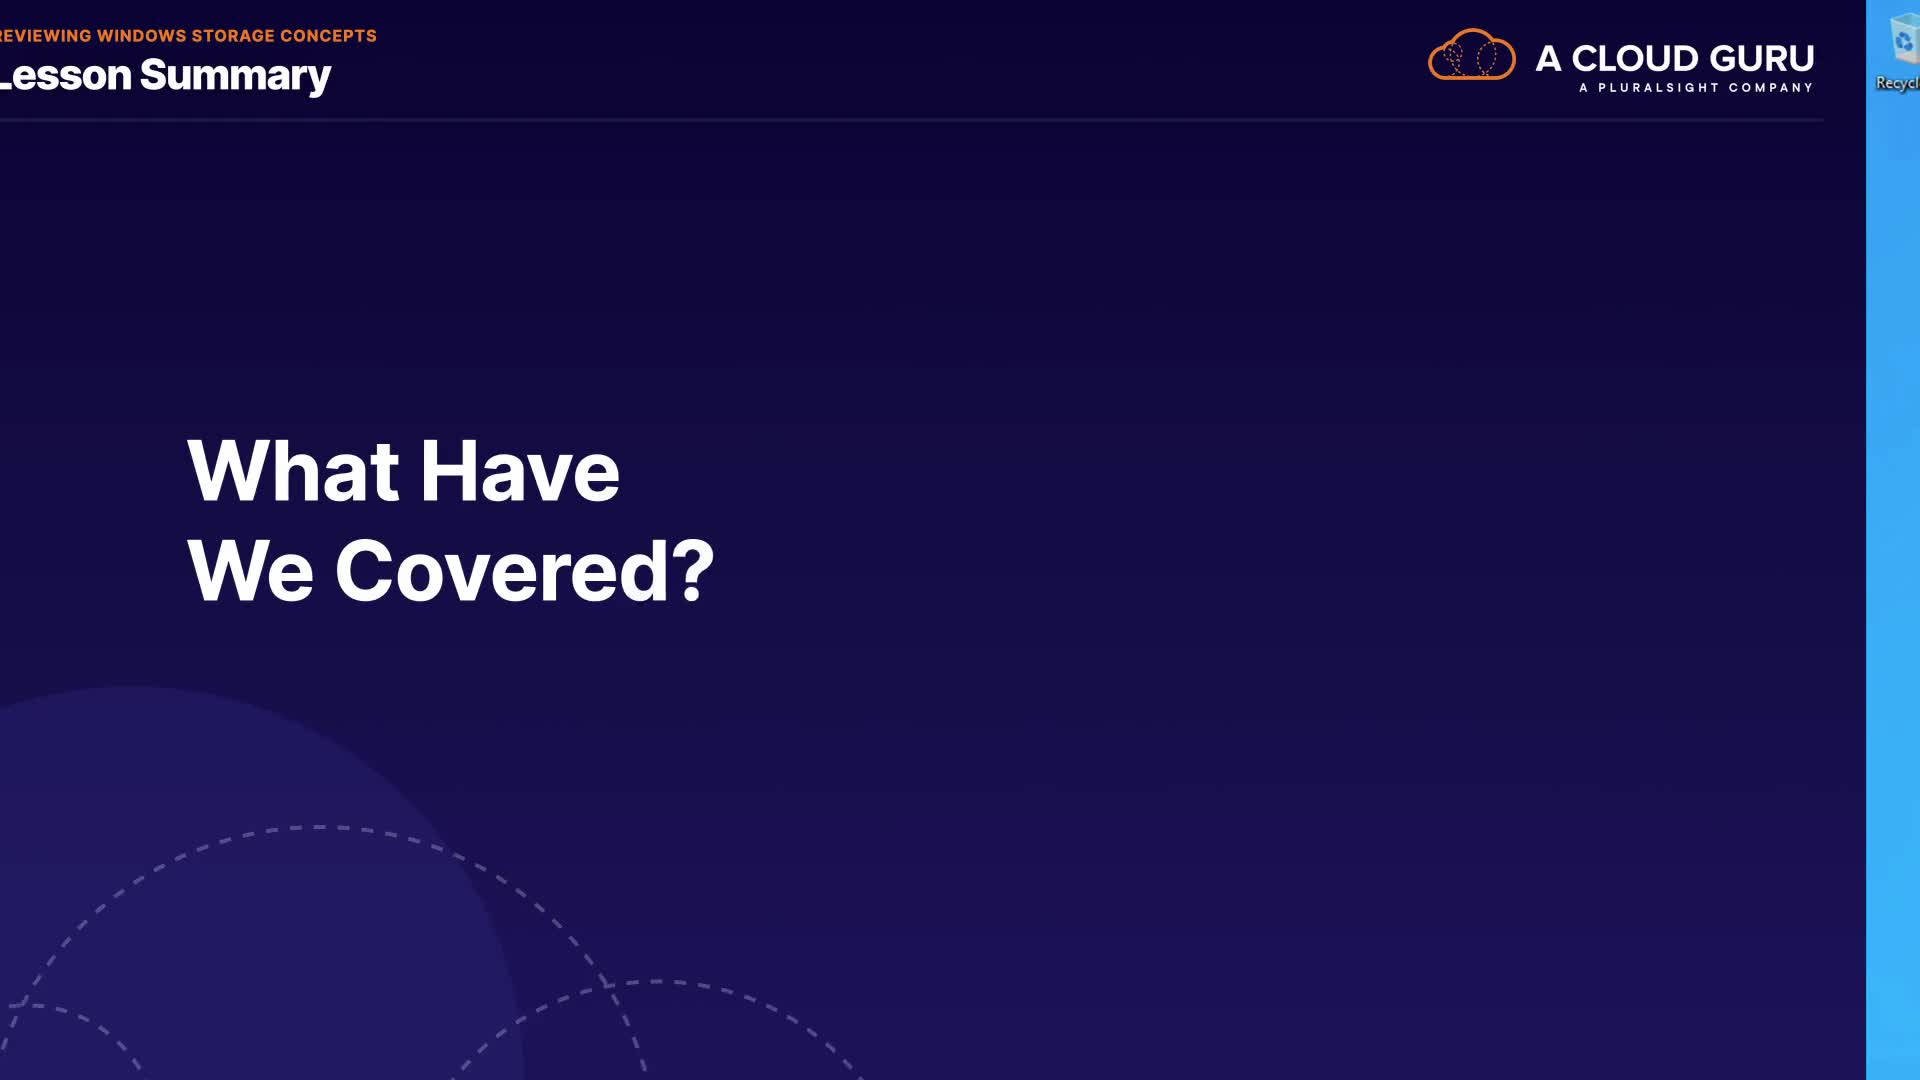 REVIEWING WINDOWS STORAGE CONCEPTS
Lesson Summary
A CLOUD GURU
A PLURALSIGHT COMPANY
Recycl
What Have
We Covered?